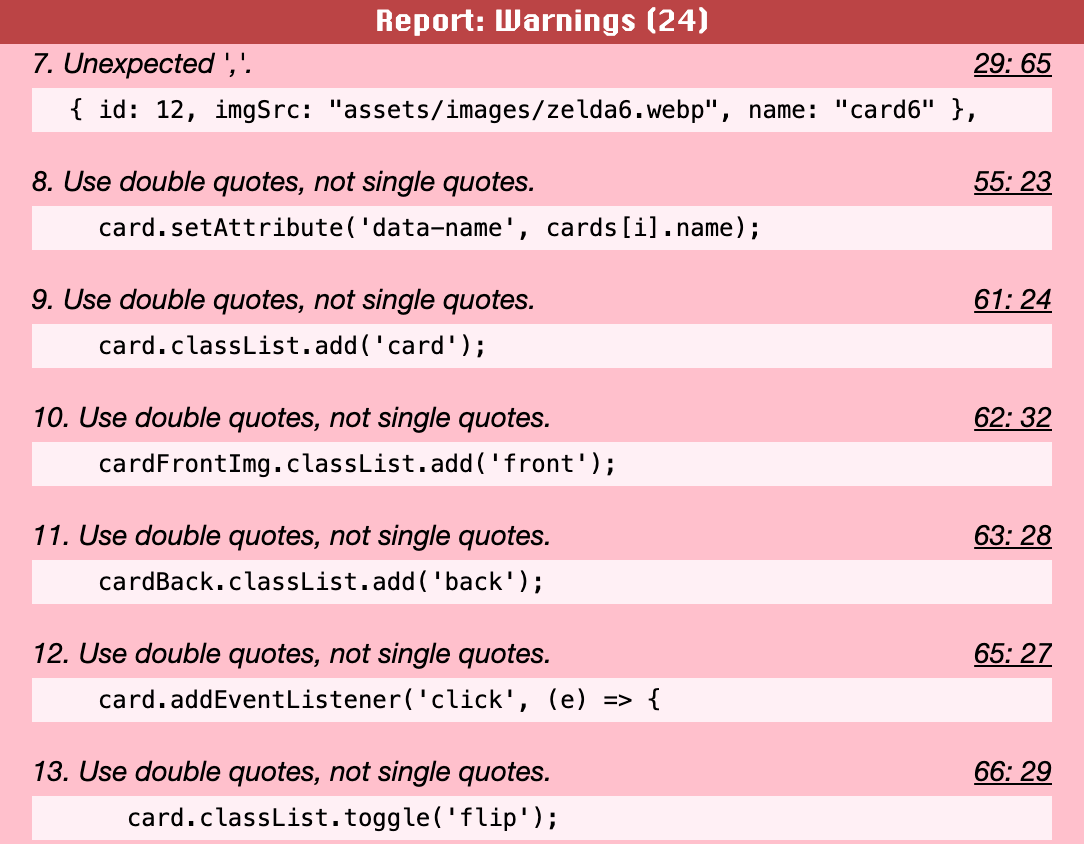 Report: Warnings (24)
7. Unexpected ','. 29: 65
{ id: 12, imgSrc: "assets/images/zelda6.webp", name: "card6" },
8. Use double quotes, not single quotes. 55: 23
card.setAttribute('data-name', cards[i].name);
9. Use double quotes, not single quotes. 61: 24
card.classList.add('card');
10. Use double quotes, not single quotes. 62: 32
cardFrontImg.classList.add('front');
11. Use double quotes, not single quotes. 63: 28
cardBack.classList.add('back');
12. Use double quotes, not single quotes. 65: 27
card.addEventListener('click', (e) => {
13. Use double quotes, not single quotes. 66: 29
card.classList.toggle('flip');